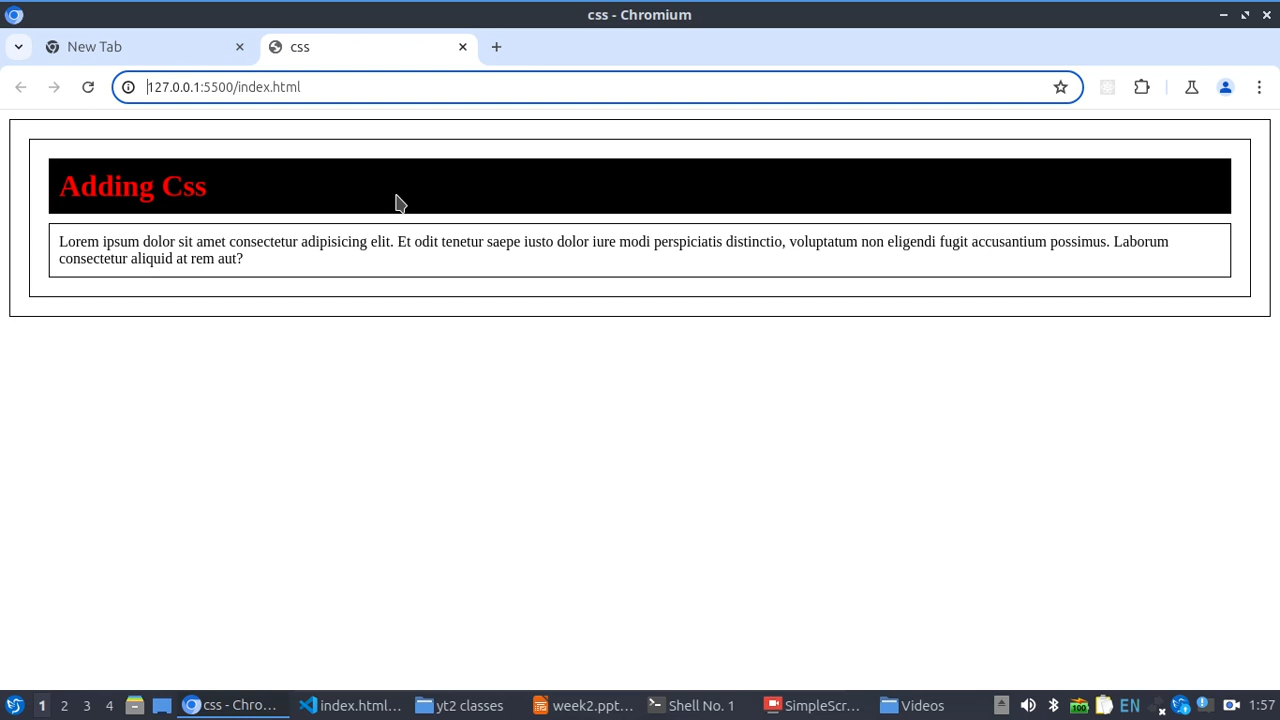 css - Chromium
New Tab
css
127.0.0.1:5500/index.html
Adding Css
Lorem ipsum dolor sit amet consectetur adipisicing elit. Et odit tenetur saepe iusto dolor iure modi perspiciatis distinctio, voluptatum non eligendi fugit accusantium possimus. Laborum
consectetur aliquid at rem aut?
1 2 3 4 css - Chro... index.html... yt2 classes week2.ppt... Shell No. 1 SimpleScr... Videos 100 EN 1:57